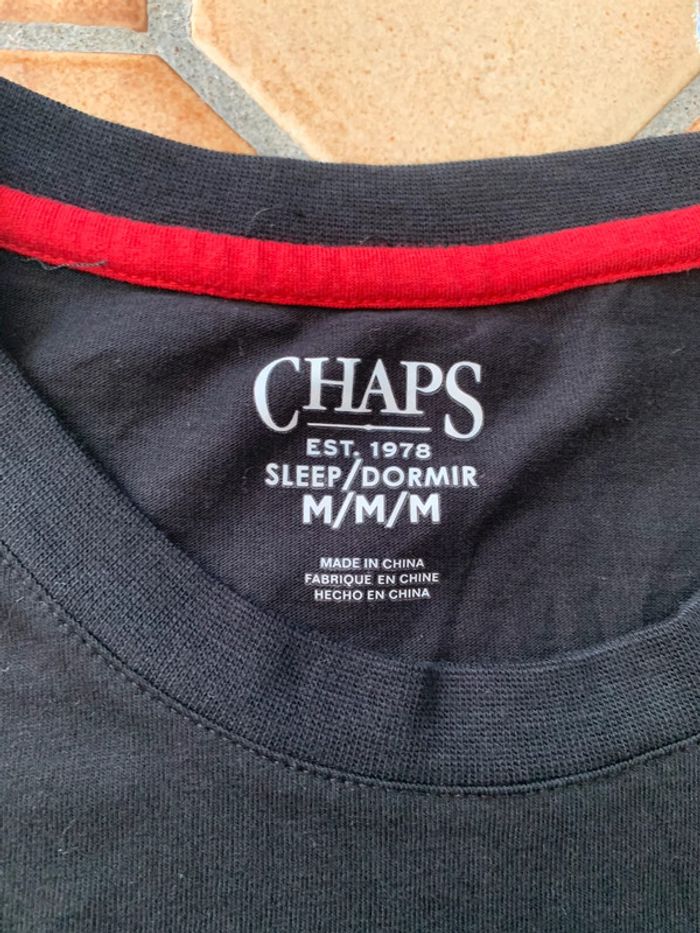 CHAPS
EST. 1978
SLEEP/DORMIR
M/M/M
MADE IN CHINA
FABRIQUE EN CHINE
HECHO EN CHINA